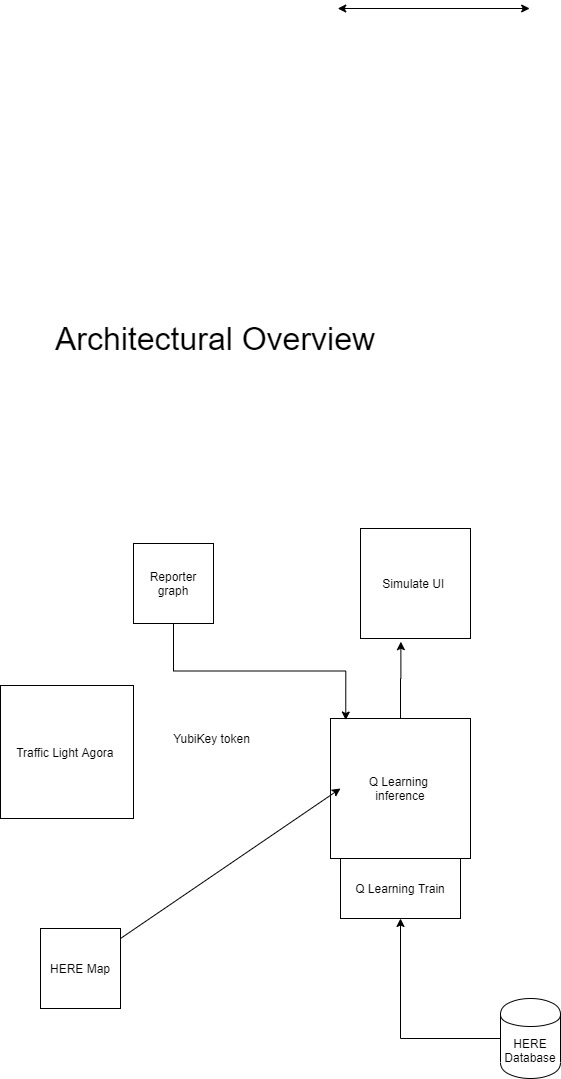 Architectural Overview
Reporter
graph
Simulate UI
Traffic Light Agora
YubiKey token
Q Learning
inference
Q Learning Train
HERE Map
HERE
Database